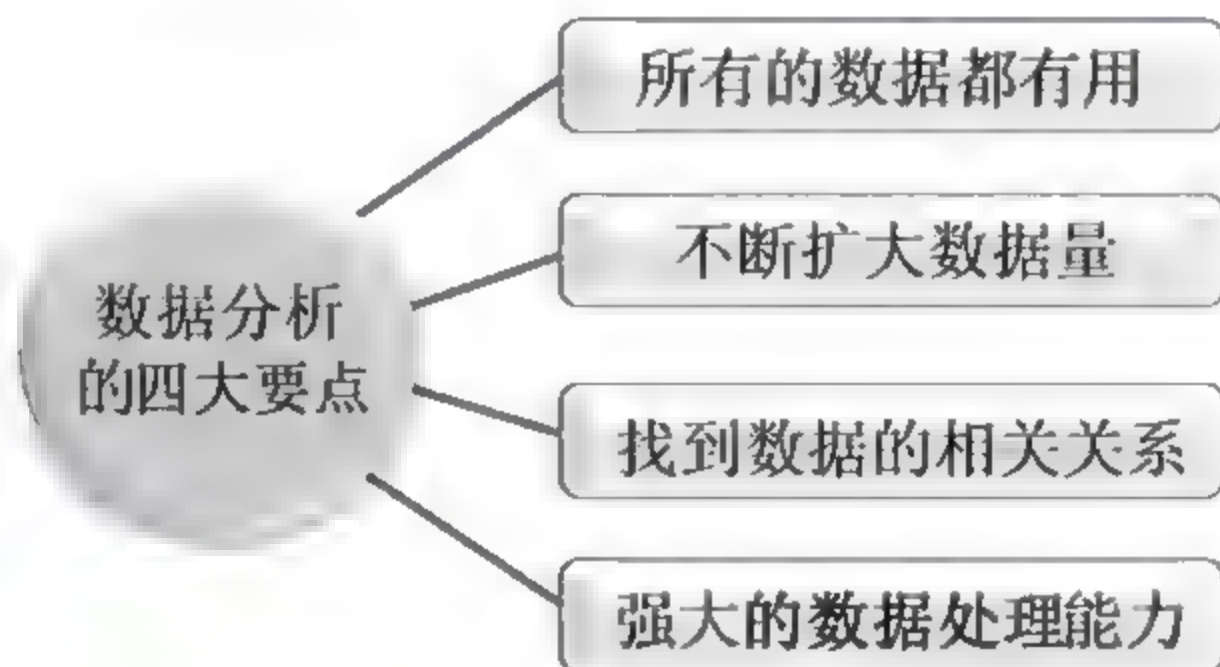 所有的数据都有用
不断扩大数据量
数据分析
的四大要点
找到数据的相关关系
强大的数据处理能力